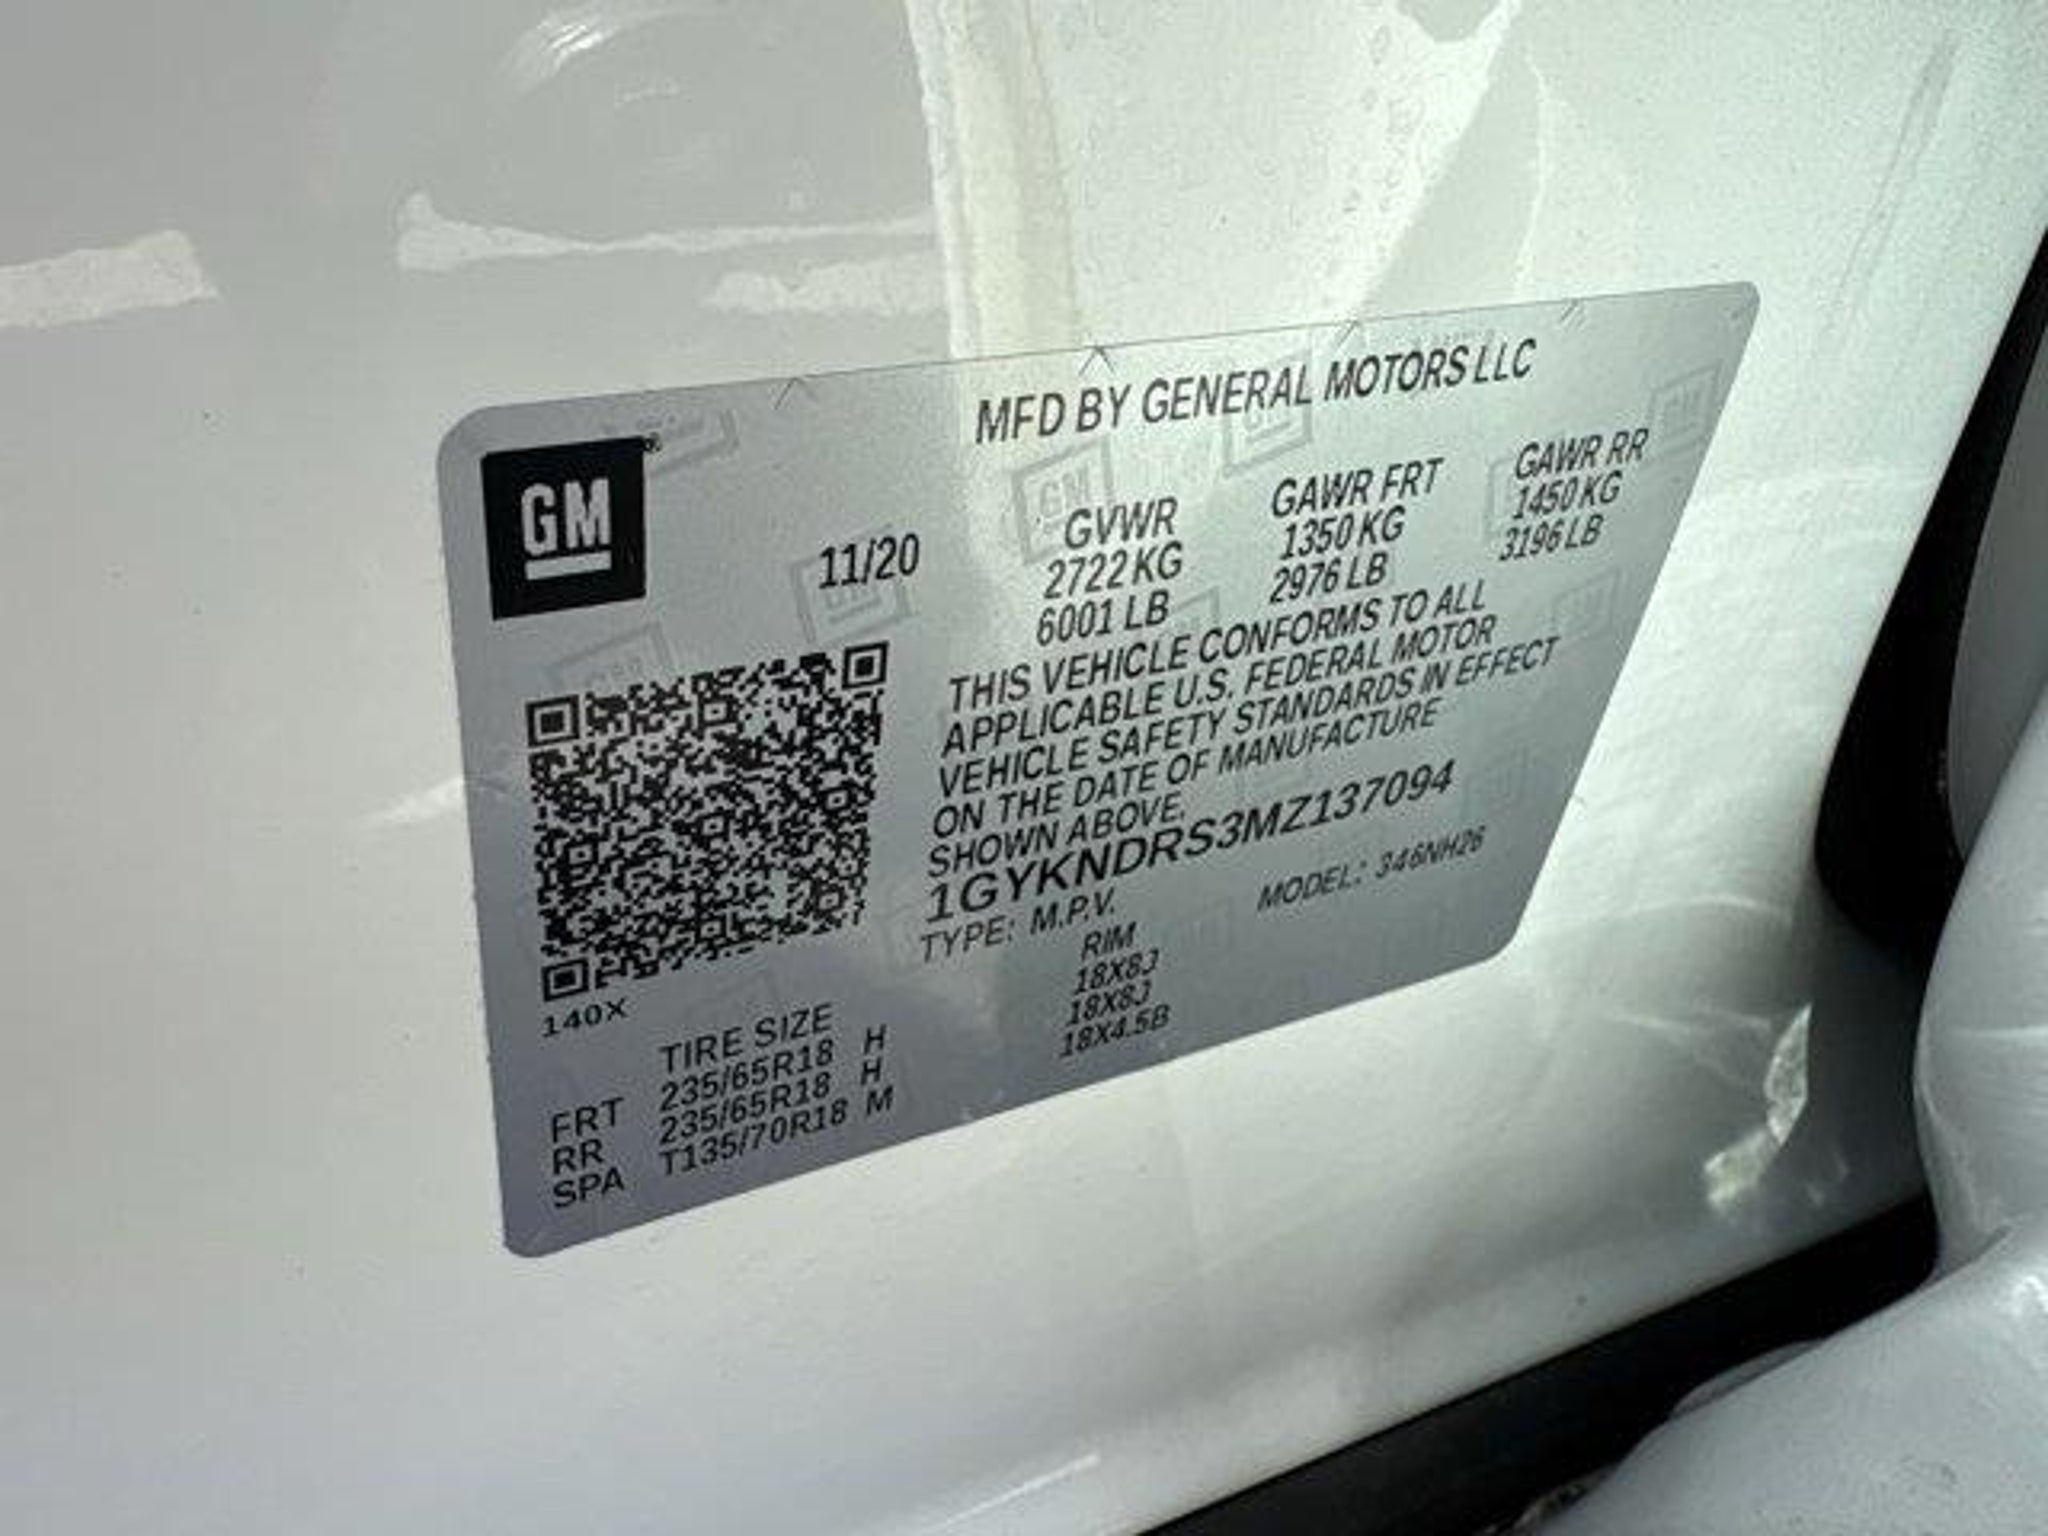 MFD BY GENERAL MOTORS LLC
GM
11/20
GVWR GAWR FRT GAWR RR
2722 KG 1350 KG 1450 KG
6001 LB 2976 LB 3196 LB
THIS VEHICLE CONFORMS TO ALL
APPLICABLE U.S. FEDERAL MOTOR
VEHICLE SAFETY STANDARDS IN EFFECT
ON THE DATE OF MANUFACTURE
SHOWN ABOVE.
1GYKNDRS3MZ137094
TYPE: M.P.V. MODEL: 346NH26
140X
TIRE SIZE RIM
FRT 235/65R18 H 18X8J
RR 235/65R18 H 18X8J
SPA T135/70R18 M 18X4.5B